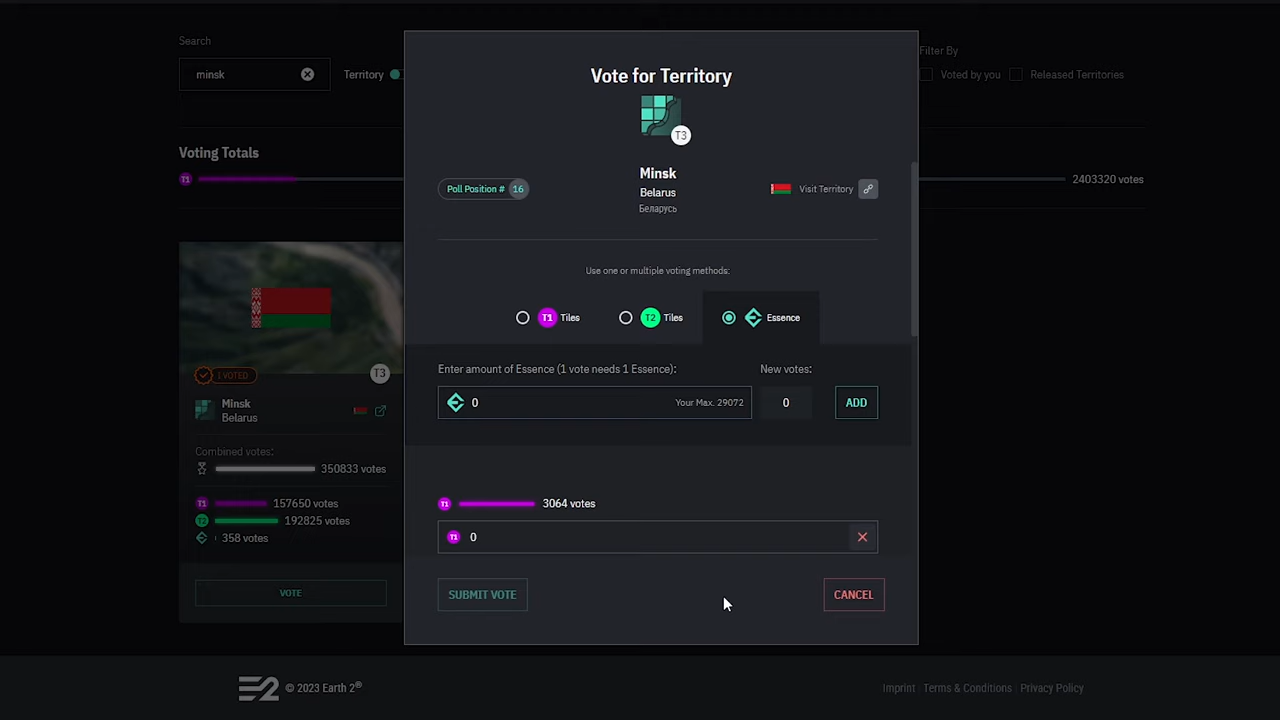 Search
minsk
Territory
Filter By
Voted by you
Released Territories
Voting Totals
T1
2403320 votes
1 VOTED
T3
Minsk
Belarus
Combined votes:
350833 votes
T1 157650 votes
T2 192825 votes
358 votes
VOTE
Vote for Territory
T3
Poll Position # 16
Minsk
Belarus
Беларусь
Visit Territory
Use one or multiple voting methods:
T1 Tiles
T2 Tiles
Essence
Enter amount of Essence (1 vote needs 1 Essence):
New votes:
0
Your Max. 29072
0
ADD
T1 3064 votes
T1 0
SUBMIT VOTE
CANCEL
E2 © 2023 Earth 2®
Imprint
Terms & Conditions
Privacy Policy